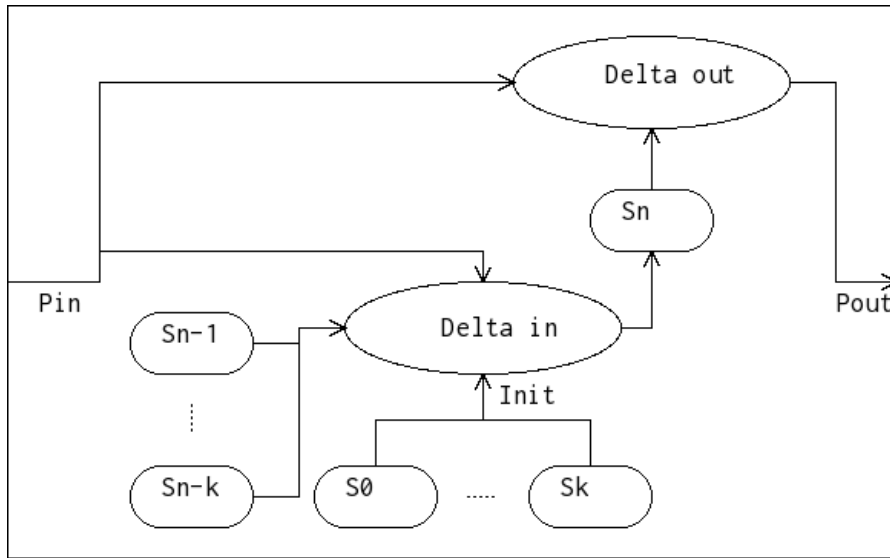 Delta out
Sn
Pin
Pout
Sn-1
Delta in
Init
Sn-k
S0
Sk